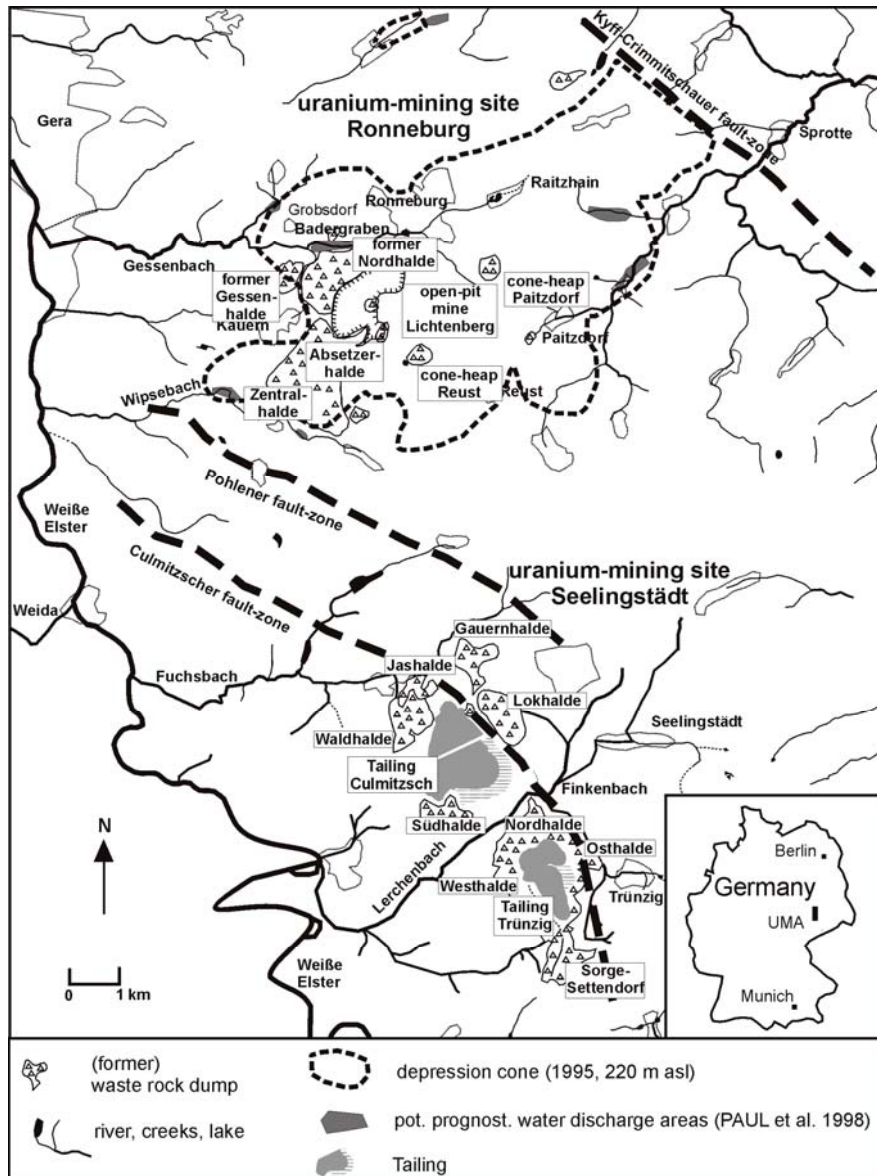 Kyff-Crimmitschauer fault-zone
uranium-mining site
Ronneburg
Gera
Sprotte
Raitzhain
Ronneburg
Grobsdorf
Badergraben
former
Nordhalde
Gessenbach
former
Gessen-
halde
cone-heap
Paitzdorf
open-pit
mine
Lichtenberg
Kauern
Paitzdorf
Absetzer-
halde
cone-heap
Reust
Reust
Wipsebach
Zentral-
halde
Pohlener fault-zone
Weiße
Elster
Culmitzscher fault-zone
uranium-mining site
Seelingstädt
Weida
Gauernhalde
Jashalde
Fuchsbach
Lokhalde
Seelingstädt
Waldhalde
Tailing
Culmitzsch
Finkenbach
Südhalde
Nordhalde
Osthalde
N
Lerchenbach
Westhalde
Trünzig
Tailing
Trünzig
Weiße
Elster
Sorge-
Settendorf
0 1 km
Berlin
Germany
UMA
Munich
(former)
waste rock dump
depression cone (1995, 220 m asl)
river, creeks, lake
pot. prognost. water discharge areas (PAUL et al. 1998)
Tailing